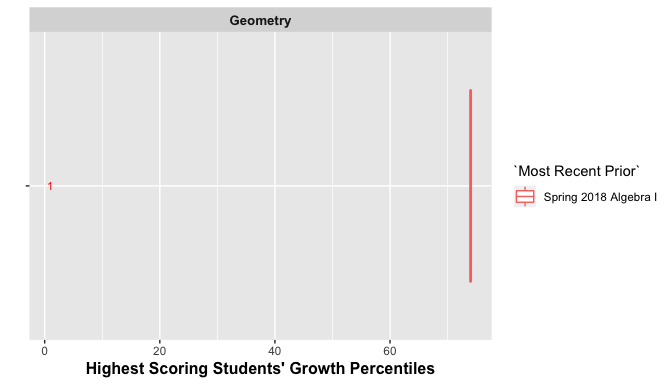 Geometry
1
`Most Recent Prior`
Spring 2018 Algebra I
0 20 40 60
Highest Scoring Students' Growth Percentiles